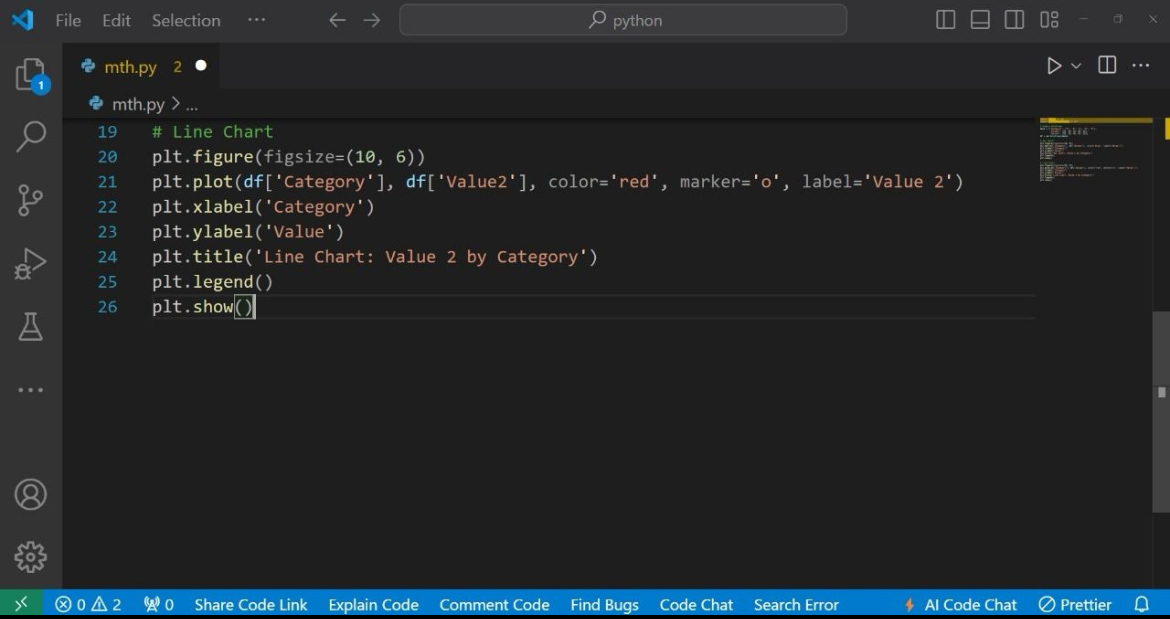 File Edit Selection ... python
mth.py 2
mth.py > ...
19 # Line Chart
20 plt.figure(figsize=(10, 6))
21 plt.plot(df['Category'], df['Value2'], color='red', marker='o', label='Value 2')
22 plt.xlabel('Category')
23 plt.ylabel('Value')
24 plt.title('Line Chart: Value 2 by Category')
25 plt.legend()
26 plt.show()
1
0 2 0 Share Code Link Explain Code Comment Code Find Bugs Code Chat Search Error AI Code Chat Prettier